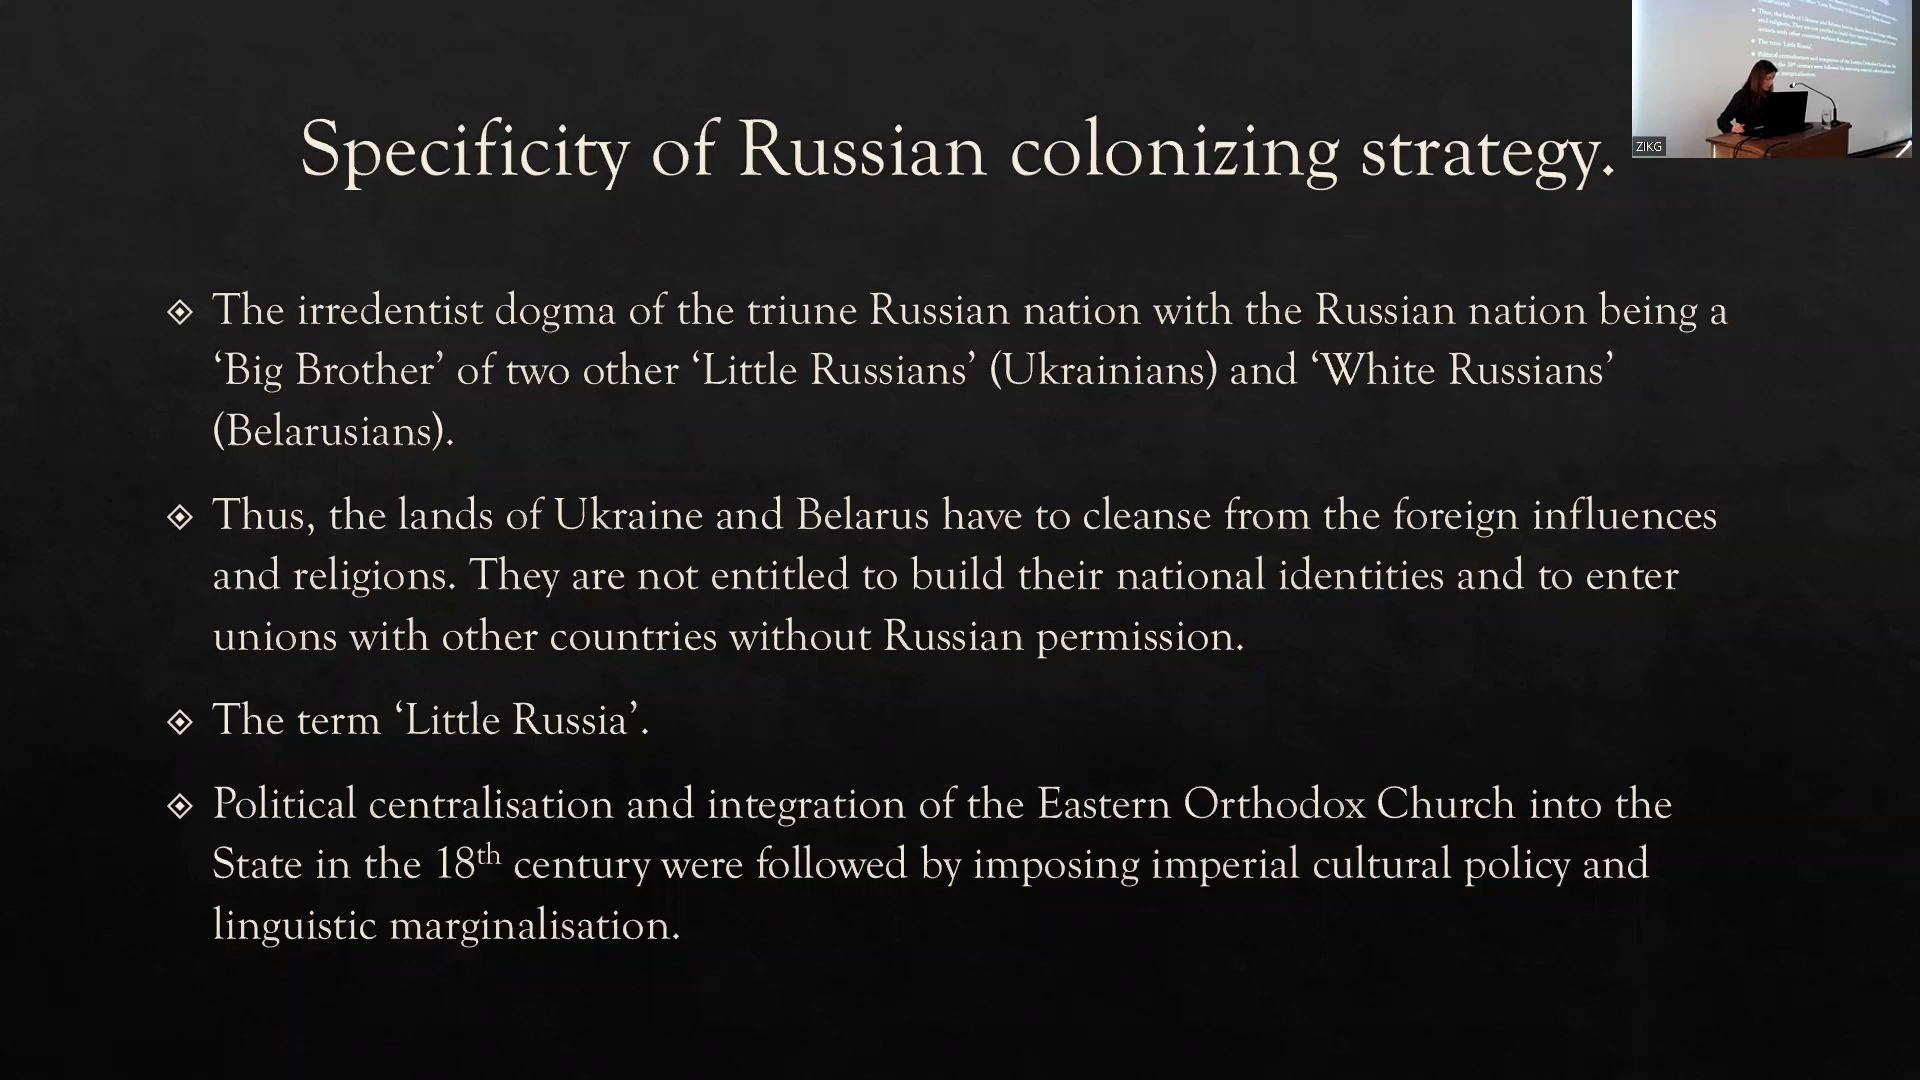 Specificity of Russian colonizing strategy.
The irredentist dogma of the triune Russian nation with the Russian nation being a
‘Big Brother’ of two other ‘Little Russians’ (Ukrainians) and ‘White Russians’
(Belarusians).
Thus, the lands of Ukraine and Belarus have to cleanse from the foreign influences
and religions. They are not entitled to build their national identities and to enter
unions with other countries without Russian permission.
The term ‘Little Russia’.
Political centralisation and integration of the Eastern Orthodox Church into the
State in the 18th century were followed by imposing imperial cultural policy and
linguistic marginalisation.
ZIKG